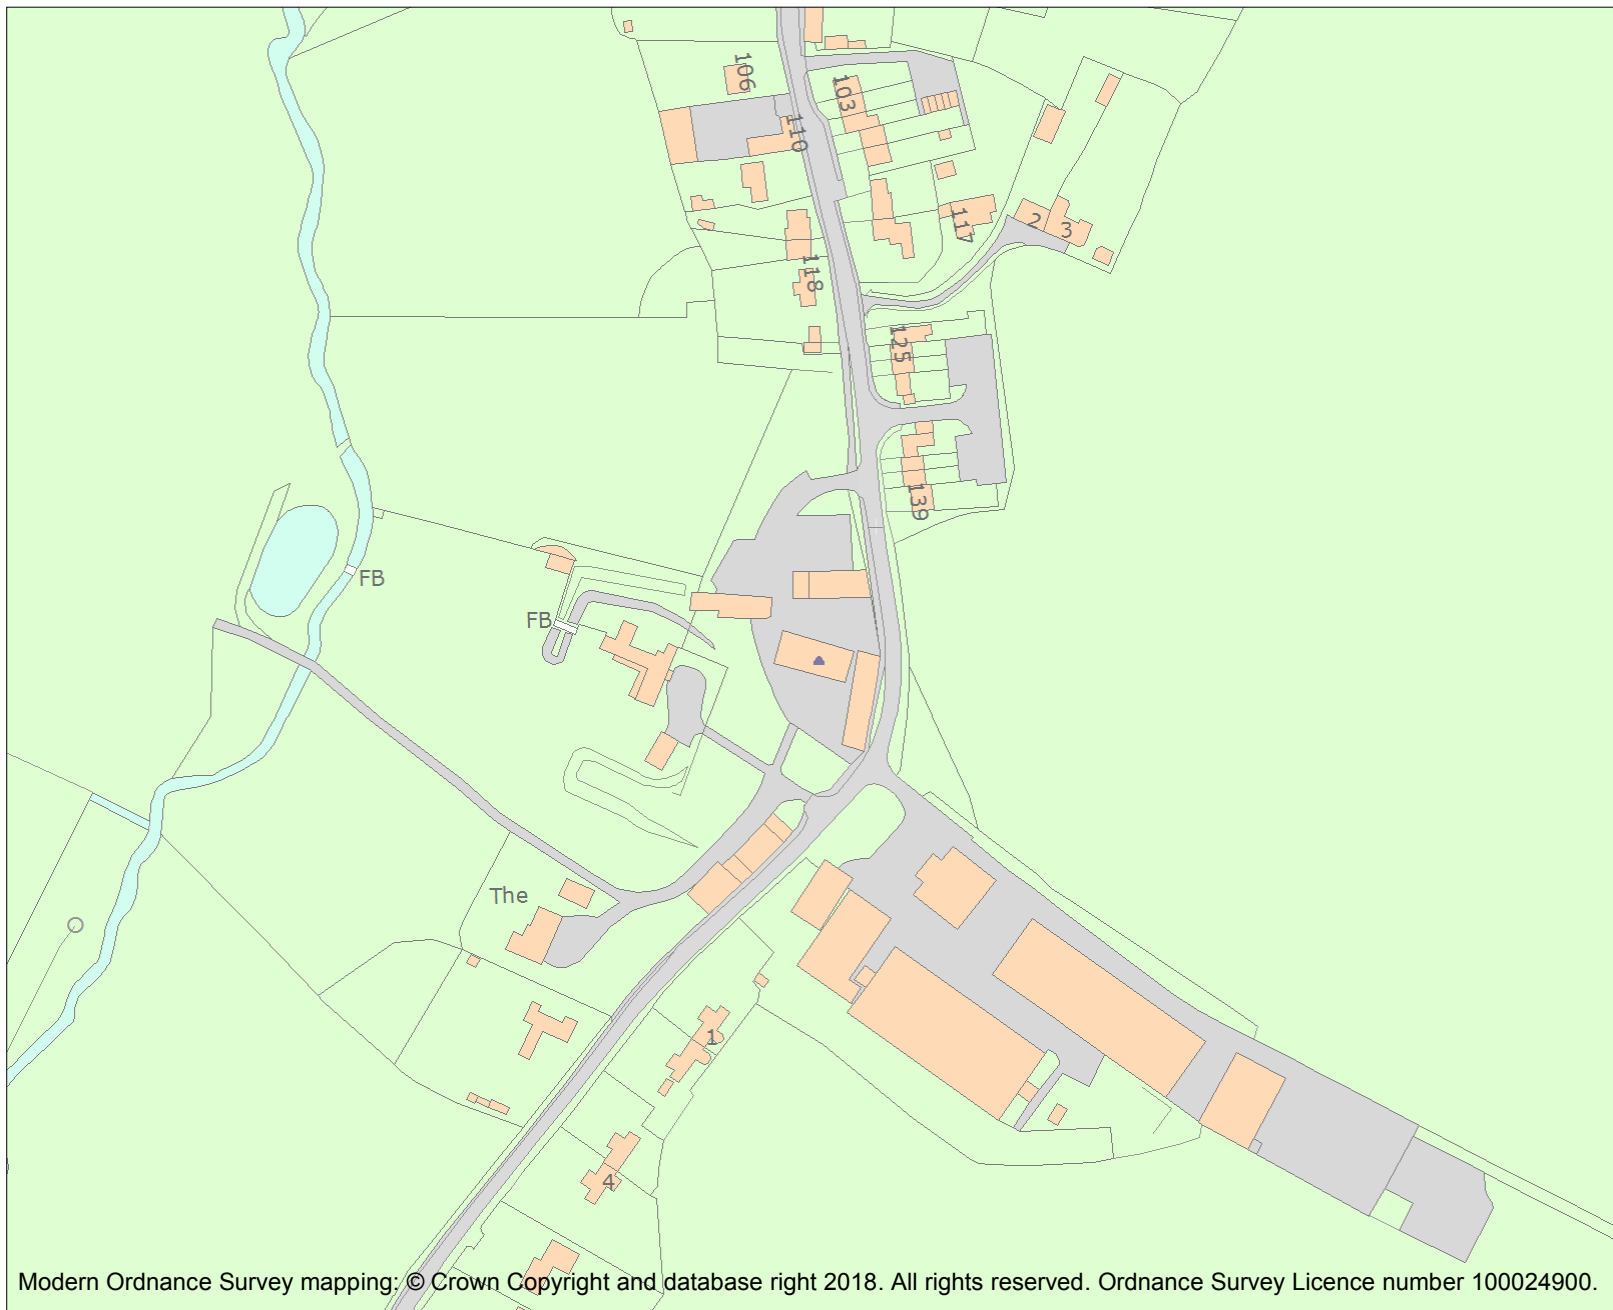 106
103
110
117
2
3
118
125
139
FB
FB
The
1
4
Modern Ordnance Survey mapping: © Crown Copyright and database right 2018. All rights reserved. Ordnance Survey Licence number 100024900.